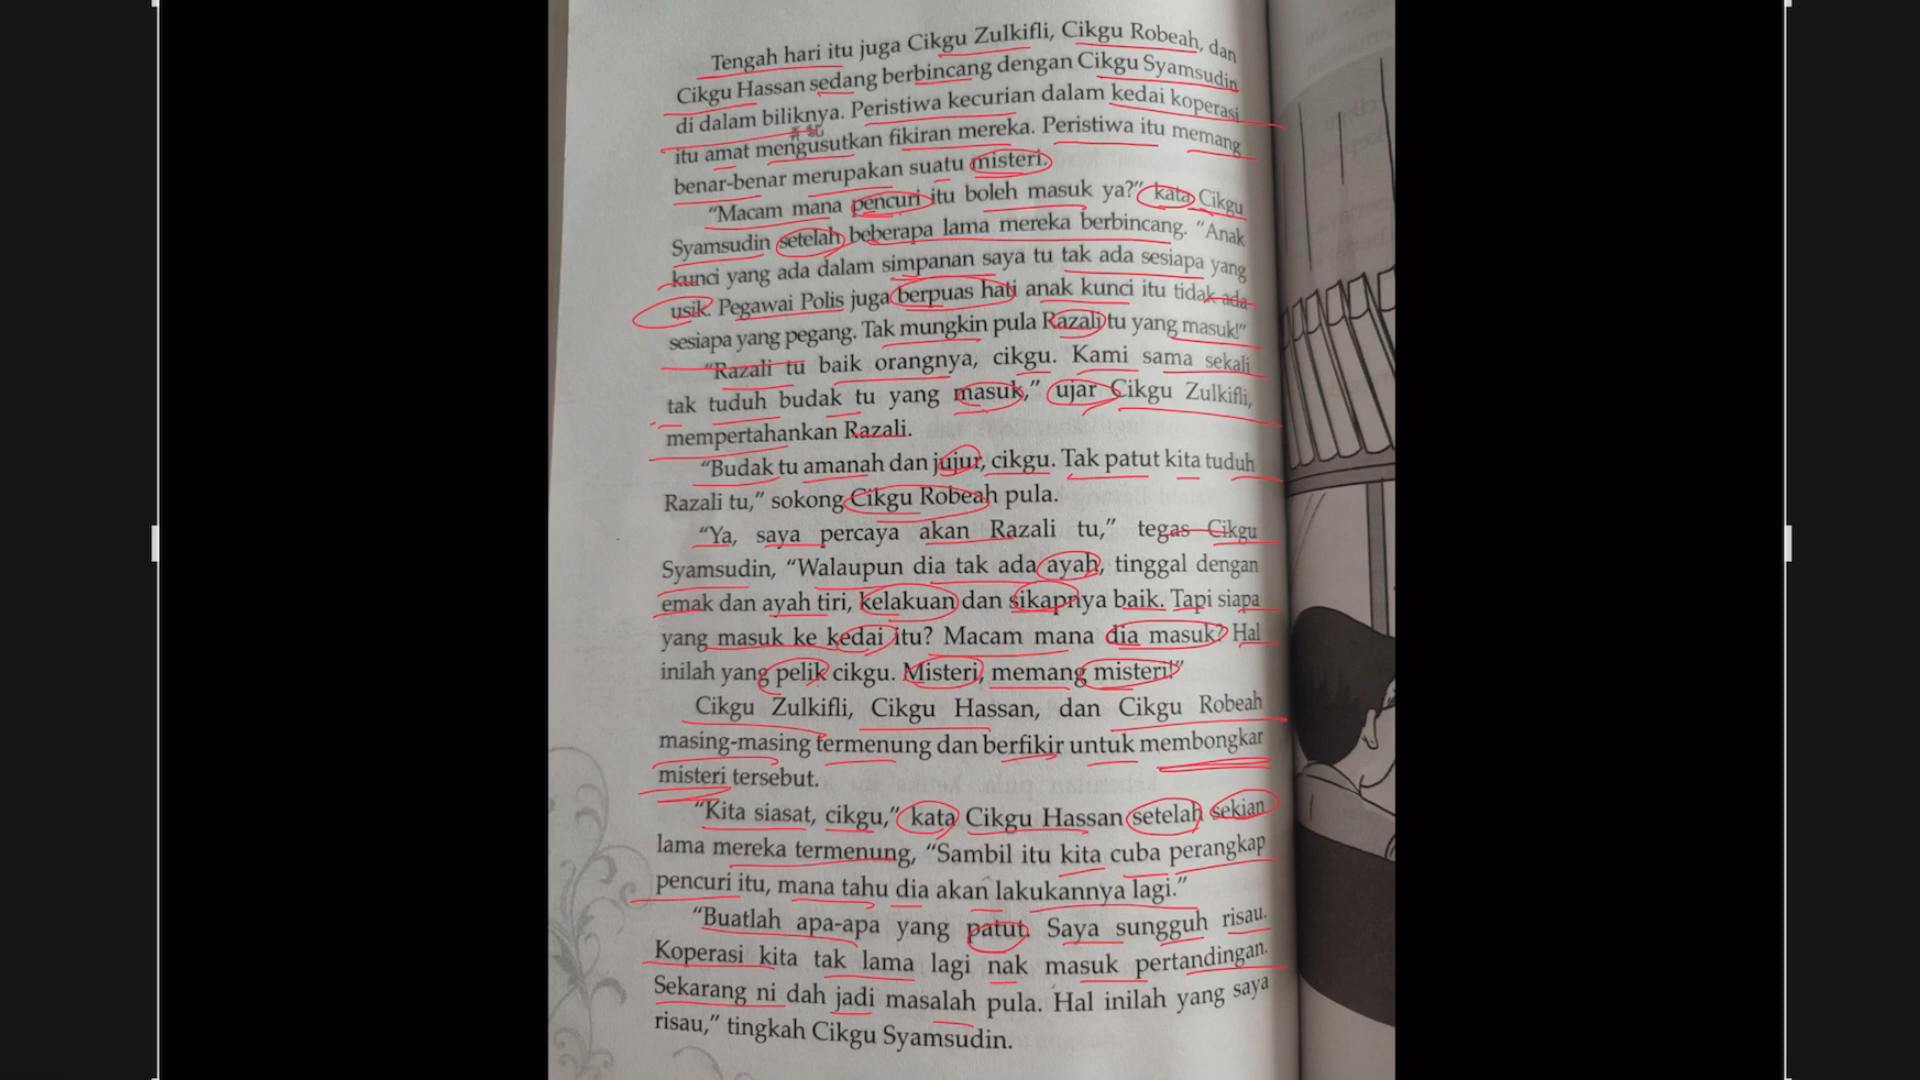 Tengah hari itu juga Cikgu Zulkifli, Cikgu Robeah, dan
Cikgu Hassan sedang berbincang dengan Cikgu Syamsudin
di dalam biliknya. Peristiwa kecurian dalam kedai koperasi
itu amat mengusutkan fikiran mereka. Peristiwa itu memang
benar-benar merupakan suatu misteri.
“Macam mana pencuri itu boleh masuk ya?” kata Cikgu
Syamsudin setelah beberapa lama mereka berbincang. “Anak
kunci yang ada dalam simpanan saya tu tak ada sesiapa yang
usik. Pegawai Polis juga berpuas hati anak kunci itu tidak ada
sesiapa yang pegang. Tak mungkin pula Razali tu yang masuk!”
“Razali tu baik orangnya, cikgu. Kami sama sekali
tak tuduh budak tu yang masuk,” ujar Cikgu Zulkifli,
mempertahankan Razali.
“Budak tu amanah dan jujur, cikgu. Tak patut kita tuduh
Razali tu,” sokong Cikgu Robeah pula.
“Ya, saya percaya akan Razali tu,” tegas Cikgu
Syamsudin, “Walaupun dia tak ada ayah, tinggal dengan
emak dan ayah tiri, kelakuan dan sikapnya baik. Tapi siapa
yang masuk ke kedai itu? Macam mana dia masuk? Hal
inilah yang pelik cikgu. Misteri, memang misteri!”
Cikgu Zulkifli, Cikgu Hassan, dan Cikgu Robeah
masing-masing termenung dan berfikir untuk membongkar
misteri tersebut.
“Kita siasat, cikgu,” kata Cikgu Hassan setelah sekian
lama mereka termenung, “Sambil itu kita cuba perangkap
pencuri itu, mana tahu dia akan lakukannya lagi.”
“Buatlah apa-apa yang patut. Saya sungguh risau.
Koperasi kita tak lama lagi nak masuk pertandingan.
Sekarang ni dah jadi masalah pula. Hal inilah yang saya
risau,” tingkah Cikgu Syamsudin.